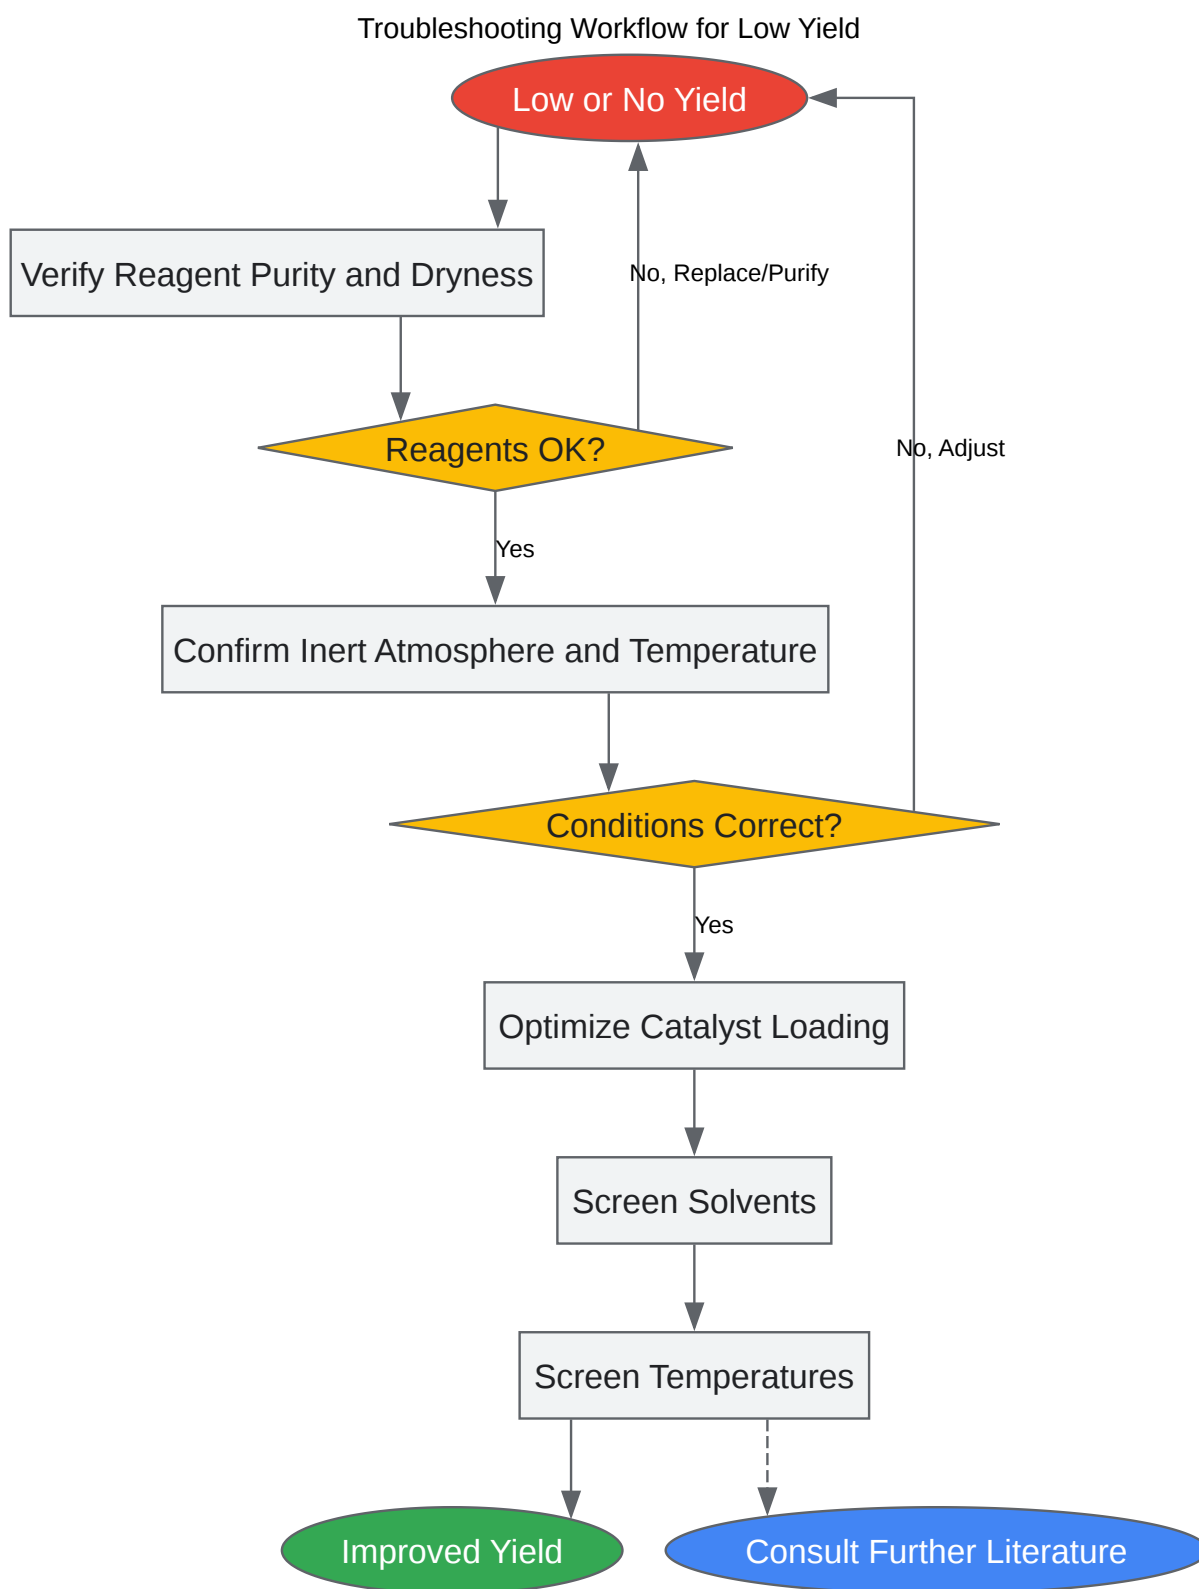 Troubleshooting Workflow for Low Yield
Low or No Yield
Verify Reagent Purity and Dryness
No, Replace/Purify
Reagents OK?
No, Adjust
Yes
Confirm Inert Atmosphere and Temperature
Conditions Correct?
Yes
Optimize Catalyst Loading
Screen Solvents
Screen Temperatures
Improved Yield
Consult Further Literature